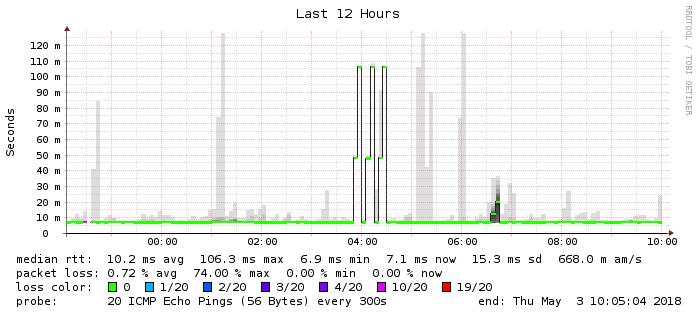 Last 12 Hours
RRDTOOL / TOBI OETIKER
Seconds
120 m
110 m
100 m
90 m
80 m
70 m
60 m
50 m
40 m
30 m
20 m
10 m
0
00:00 02:00 04:00 06:00 08:00 10:00
median rtt: 10.2 ms avg 106.3 ms max 6.9 ms min 7.1 ms now 15.3 ms sd 668.0 m am/s
packet loss: 0.72 % avg 74.00 % max 0.00 % min 0.00 % now
loss color: 0 1/20 2/20 3/20 4/20 10/20 19/20
probe: 20 ICMP Echo Pings (56 Bytes) every 300s end: Thu May 3 10:05:04 2018